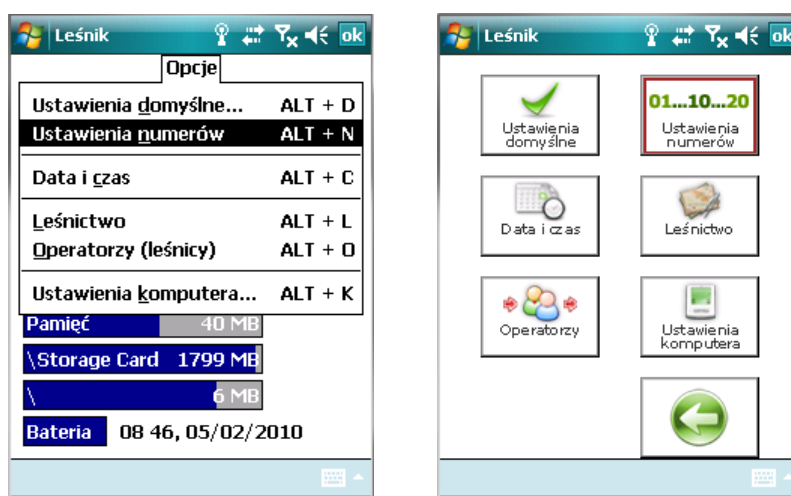 Leśnik
ok
Opcje
Ustawienia domyślne... ALT + D
Ustawienia numerów ALT + N
Data i czas ALT + C
Leśnictwo ALT + L
Operatorzy (leśnicy) ALT + O
Ustawienia komputera... ALT + K
Pamięć 40 MB
\Storage Card 1799 MB
\ 6 MB
Bateria 08 46, 05/02/2010
Leśnik
ok
Ustawienia
domyślne
01...10...20
Ustawienia
numerów
Data i czas
Leśnictwo
Operatorzy
Ustawienia
komputera